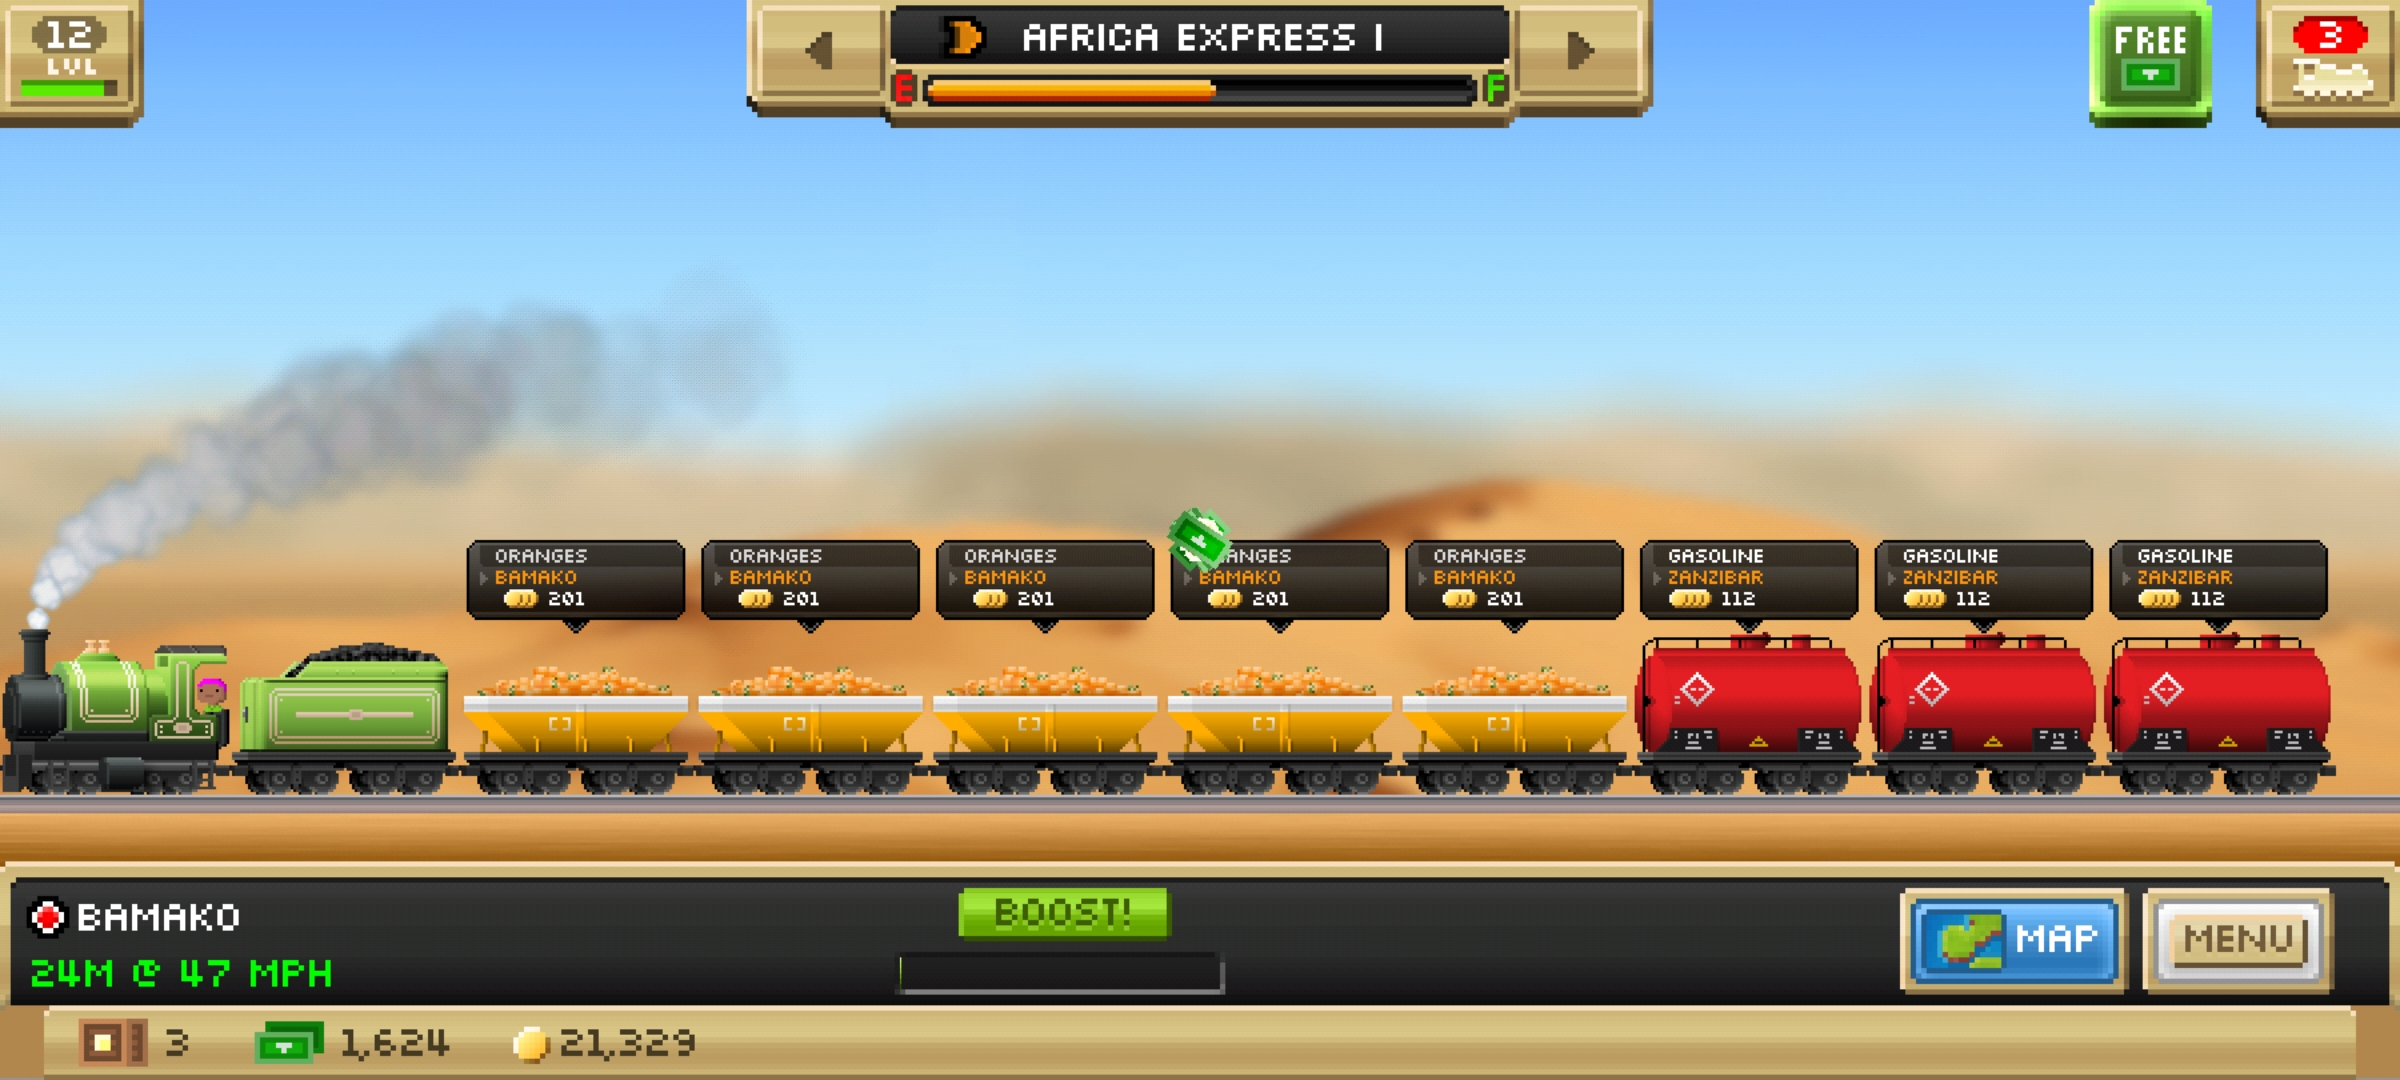 12
LVL
AFRICA EXPRESS I
E F
FREE
3
ORANGES
BAMAKO
201
ORANGES
BAMAKO
201
ORANGES
BAMAKO
201
ANGES
BAMAKO
201
ORANGES
BAMAKO
201
GASOLINE
ZANZIBAR
112
GASOLINE
ZANZIBAR
112
GASOLINE
ZANZIBAR
112
BAMAKO
24M @ 47 MPH
BOOST!
MAP
MENU
3 1,624 21,329